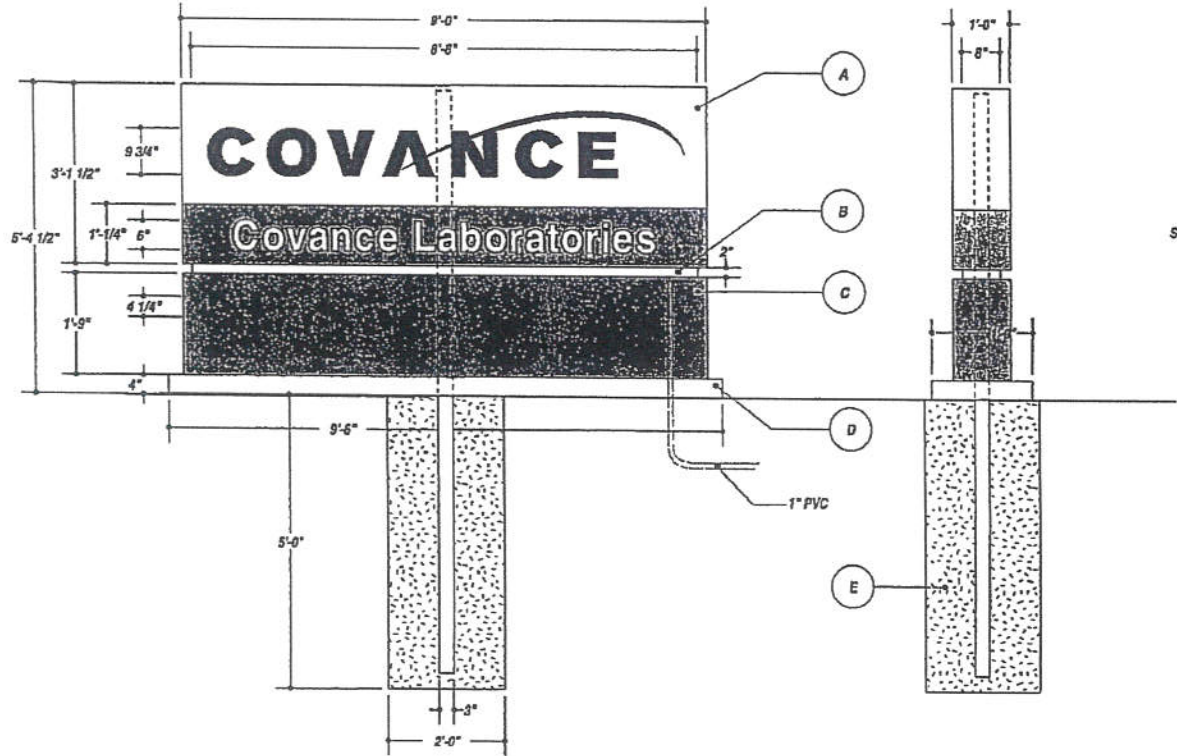 9'-0"
1'-0"
8'-8"
8"
A
COVANCE
9 3/4"
3'-1 1/2"
B
5'-4 1/2"
1'-1/4"
6"
Covance Laboratories
2"
S
C
4 1/4"
1'-9"
4"
9'-6"
D
1" PVC
5'-0"
E
3"
2'-0"